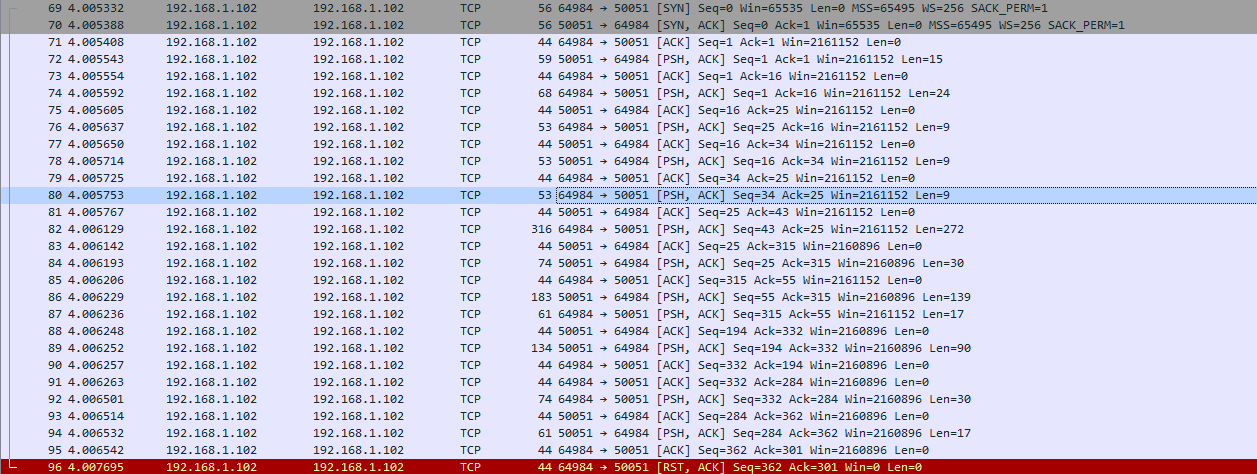 69 4.005332 192.168.1.102 192.168.1.102 TCP 56 64984 → 50051 [SYN] Seq=0 Win=65535 Len=0 MSS=65495 WS=256 SACK_PERM=1
70 4.005388 192.168.1.102 192.168.1.102 TCP 56 50051 → 64984 [SYN, ACK] Seq=0 Ack=1 Win=65535 Len=0 MSS=65495 WS=256 SACK_PERM=1
71 4.005408 192.168.1.102 192.168.1.102 TCP 44 64984 → 50051 [ACK] Seq=1 Ack=1 Win=2161152 Len=0
72 4.005543 192.168.1.102 192.168.1.102 TCP 59 50051 → 64984 [PSH, ACK] Seq=1 Ack=1 Win=2161152 Len=15
73 4.005554 192.168.1.102 192.168.1.102 TCP 44 64984 → 50051 [ACK] Seq=1 Ack=16 Win=2161152 Len=0
74 4.005592 192.168.1.102 192.168.1.102 TCP 68 64984 → 50051 [PSH, ACK] Seq=1 Ack=16 Win=2161152 Len=24
75 4.005605 192.168.1.102 192.168.1.102 TCP 44 50051 → 64984 [ACK] Seq=16 Ack=25 Win=2161152 Len=0
76 4.005637 192.168.1.102 192.168.1.102 TCP 53 64984 → 50051 [PSH, ACK] Seq=25 Ack=16 Win=2161152 Len=9
77 4.005650 192.168.1.102 192.168.1.102 TCP 44 50051 → 64984 [ACK] Seq=16 Ack=34 Win=2161152 Len=0
78 4.005714 192.168.1.102 192.168.1.102 TCP 53 50051 → 64984 [PSH, ACK] Seq=16 Ack=34 Win=2161152 Len=9
79 4.005725 192.168.1.102 192.168.1.102 TCP 44 64984 → 50051 [ACK] Seq=34 Ack=25 Win=2161152 Len=0
80 4.005753 192.168.1.102 192.168.1.102 TCP 53 64984 → 50051 [PSH, ACK] Seq=34 Ack=25 Win=2161152 Len=9
81 4.005767 192.168.1.102 192.168.1.102 TCP 44 50051 → 64984 [ACK] Seq=25 Ack=43 Win=2161152 Len=0
82 4.006129 192.168.1.102 192.168.1.102 TCP 316 64984 → 50051 [PSH, ACK] Seq=43 Ack=25 Win=2161152 Len=272
83 4.006142 192.168.1.102 192.168.1.102 TCP 44 50051 → 64984 [ACK] Seq=25 Ack=315 Win=2160896 Len=0
84 4.006193 192.168.1.102 192.168.1.102 TCP 74 50051 → 64984 [PSH, ACK] Seq=25 Ack=315 Win=2160896 Len=30
85 4.006206 192.168.1.102 192.168.1.102 TCP 44 64984 → 50051 [ACK] Seq=315 Ack=55 Win=2161152 Len=0
86 4.006229 192.168.1.102 192.168.1.102 TCP 183 50051 → 64984 [PSH, ACK] Seq=55 Ack=315 Win=2160896 Len=139
87 4.006236 192.168.1.102 192.168.1.102 TCP 61 64984 → 50051 [PSH, ACK] Seq=315 Ack=55 Win=2161152 Len=17
88 4.006248 192.168.1.102 192.168.1.102 TCP 44 50051 → 64984 [ACK] Seq=194 Ack=332 Win=2160896 Len=0
89 4.006252 192.168.1.102 192.168.1.102 TCP 134 50051 → 64984 [PSH, ACK] Seq=194 Ack=332 Win=2160896 Len=90
90 4.006257 192.168.1.102 192.168.1.102 TCP 44 64984 → 50051 [ACK] Seq=332 Ack=194 Win=2160896 Len=0
91 4.006263 192.168.1.102 192.168.1.102 TCP 44 64984 → 50051 [ACK] Seq=332 Ack=284 Win=2160896 Len=0
92 4.006501 192.168.1.102 192.168.1.102 TCP 74 64984 → 50051 [PSH, ACK] Seq=332 Ack=284 Win=2160896 Len=30
93 4.006514 192.168.1.102 192.168.1.102 TCP 44 50051 → 64984 [ACK] Seq=284 Ack=362 Win=2160896 Len=0
94 4.006532 192.168.1.102 192.168.1.102 TCP 61 50051 → 64984 [PSH, ACK] Seq=284 Ack=362 Win=2160896 Len=17
95 4.006542 192.168.1.102 192.168.1.102 TCP 44 64984 → 50051 [ACK] Seq=362 Ack=301 Win=2160896 Len=0
96 4.007695 192.168.1.102 192.168.1.102 TCP 44 64984 → 50051 [RST, ACK] Seq=362 Ack=301 Win=0 Len=0